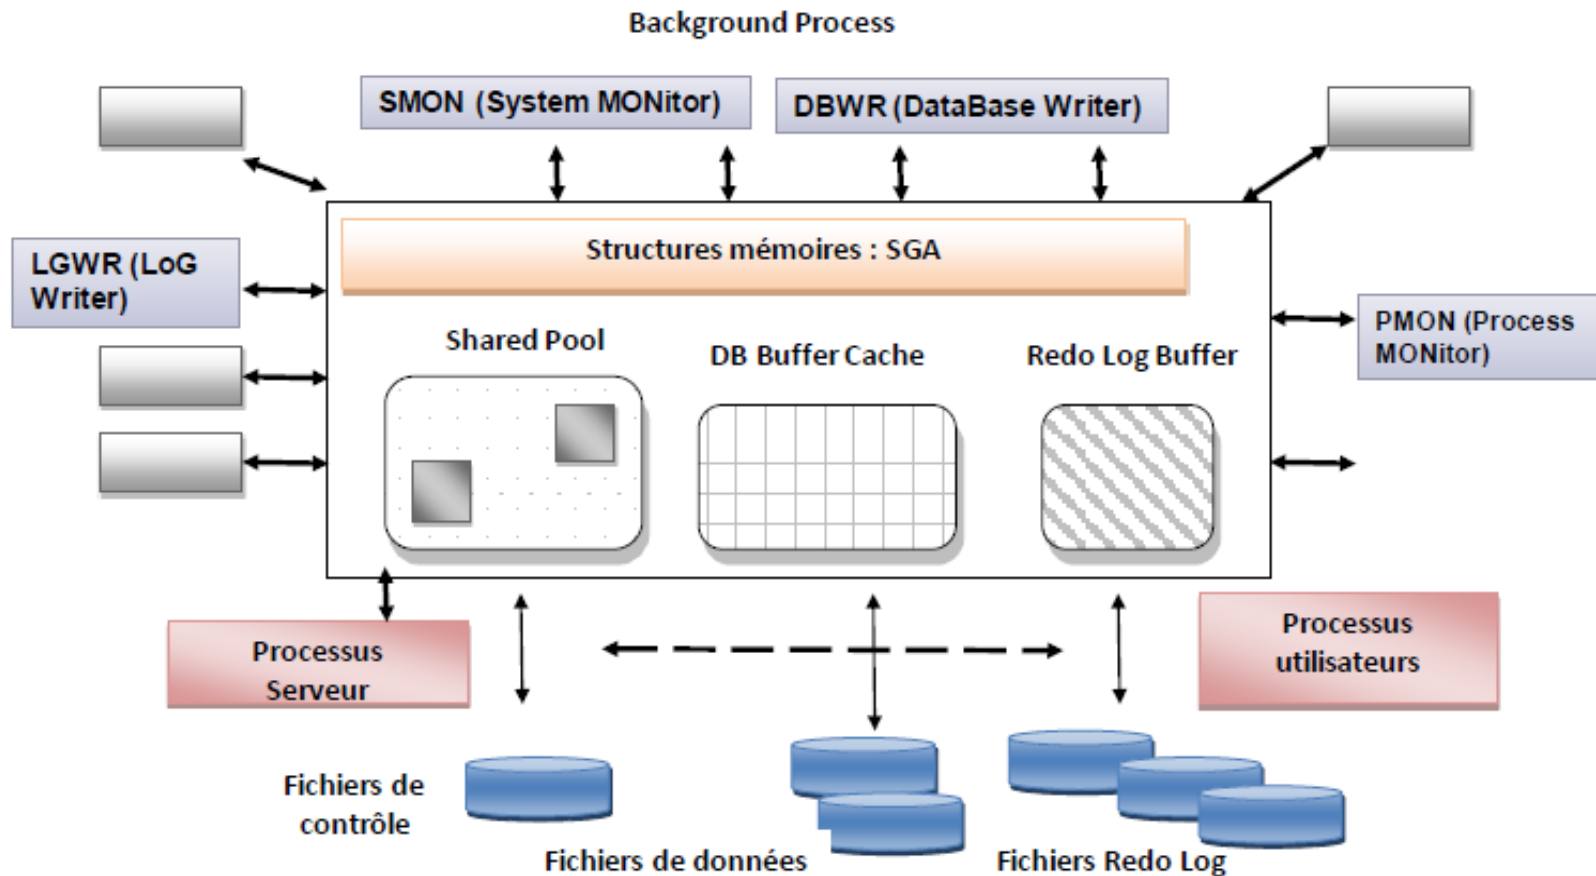 Background Process
SMON (System MONitor)
DBWR (DataBase Writer)
LGWR (LoG
Writer)
Structures mémoires : SGA
PMON (Process
MONitor)
Shared Pool
DB Buffer Cache
Redo Log Buffer
Processus
Serveur
Processus
utilisateurs
Fichiers de
contrôle
Fichiers de données
Fichiers Redo Log